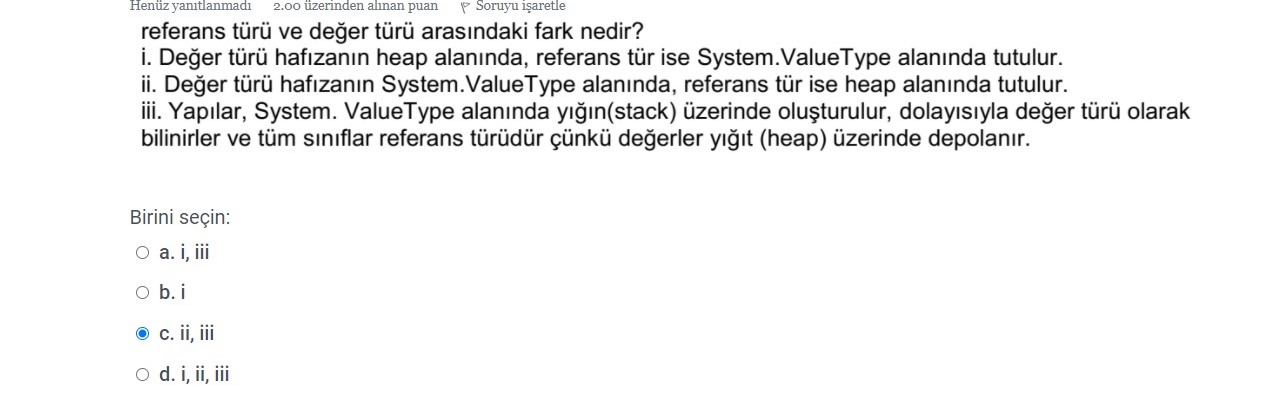 Henüz yanıtlanmadı 2.00 üzerinden alınan puan Soruyu işaretle
referans türü ve değer türü arasındaki fark nedir?
i. Değer türü hafızanın heap alanında, referans tür ise System.ValueType alanında tutulur.
ii. Değer türü hafızanın System.ValueType alanında, referans tür ise heap alanında tutulur.
iii. Yapılar, System. ValueType alanında yığın(stack) üzerinde oluşturulur, dolayısıyla değer türü olarak
bilinirler ve tüm sınıflar referans türüdür çünkü değerler yığıt (heap) üzerinde depolanır.
Birini seçin:
a. i, iii
b. i
c. ii, iii
d. i, ii, iii